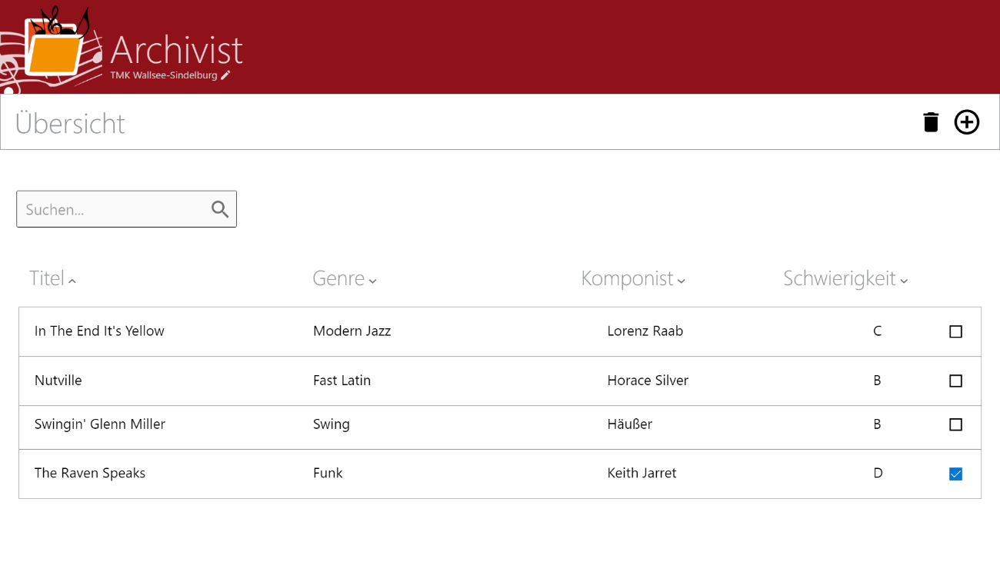 Archivist
TMK Wallsee-Sindelburg
Übersicht
Suchen...
Titel Genre Komponist Schwierigkeit
In The End It's Yellow Modern Jazz Lorenz Raab C
Nutville Fast Latin Horace Silver B
Swingin' Glenn Miller Swing Häußer B
The Raven Speaks Funk Keith Jarret D